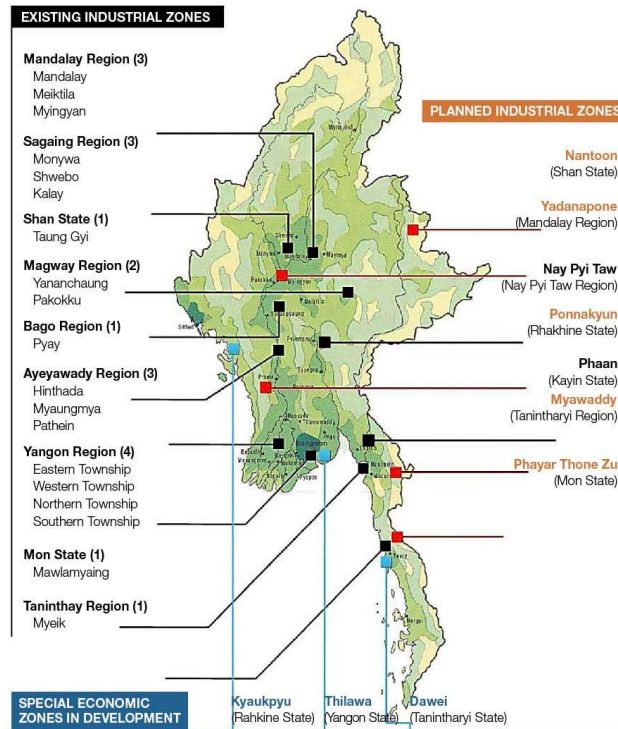 EXISTING INDUSTRIAL ZONES
Mandalay Region (3)
Mandalay
Meiktila
Myingyan
Sagaing Region (3)
Monywa
Shwebo
Kalay
Shan State (1)
Taung Gyi
Magway Region (2)
Yananchaung
Pakokku
Bago Region (1)
Pyay
Ayeyawady Region (3)
Hinthada
Myaungmya
Pathein
Yangon Region (4)
Eastern Township
Western Township
Northern Township
Southern Township
Mon State (1)
Mawlamyaing
Taninthay Region (1)
Myeik
PLANNED INDUSTRIAL ZONES
Nantoon
(Shan State)
Yadanapone
(Mandalay Region)
Nay Pyi Taw
(Nay Pyi Taw Region)
Ponnakyun
(Rhakhine State)
Phaan
(Kayin State)
Myawaddy
(Tanintharyi Region)
Phayar Thone Zu
(Mon State)
SPECIAL ECONOMIC
ZONES IN DEVELOPMENT
Kyaukpyu
(Rahkine State)
Thilawa
(Yangon State)
Dawei
(Tanintharyi State)